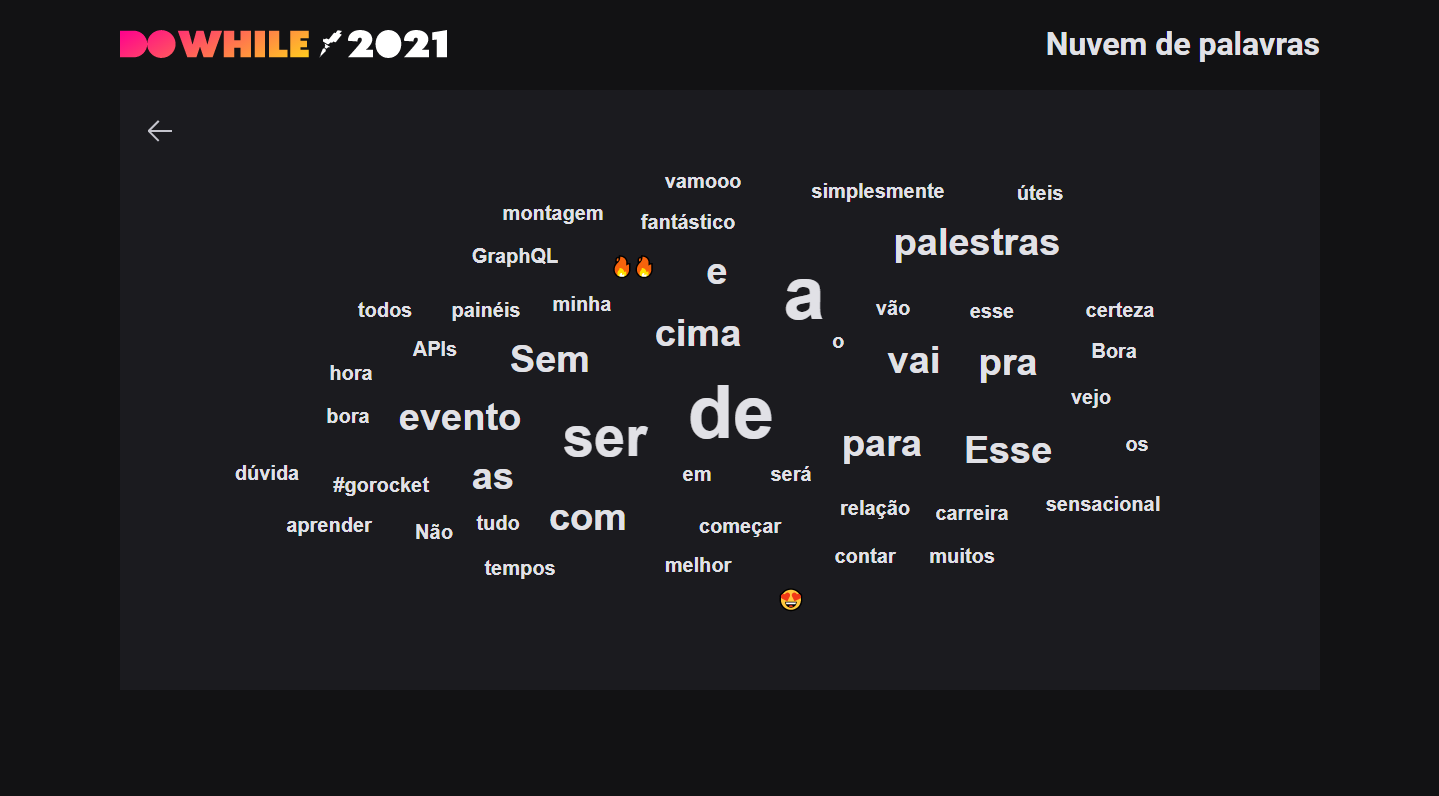 DOWHILE 2021
Nuvem de palavras
vamooo
simplesmente
úteis
montagem
fantástico
palestras
GraphQL
🔥🔥
e
a
todos
painéis
minha
vão
esse
certeza
cima
o
APIs
Sem
vai
pra
Bora
hora
vejo
bora
evento
de
ser
para
Esse
os
dúvida
#gorocket
as
em
será
aprender
Não
tudo
com
começar
relação
carreira
sensacional
tempos
melhor
contar
muitos
😍